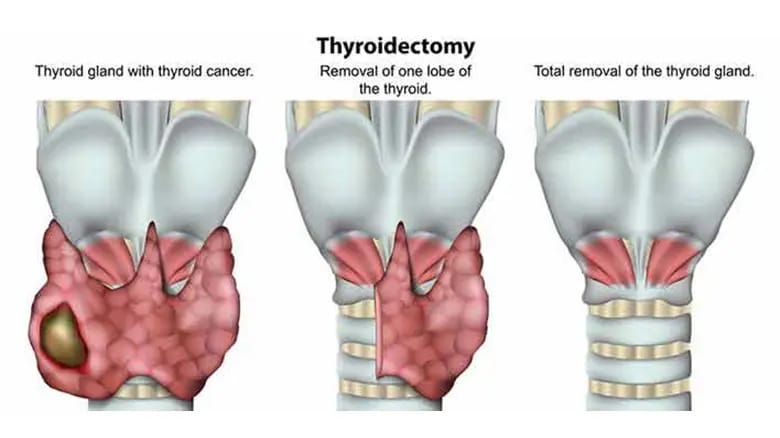 Thyroidectomy
Thyroid gland with thyroid cancer.
Removal of one lobe of
the thyroid.
Total removal of the thyroid gland.